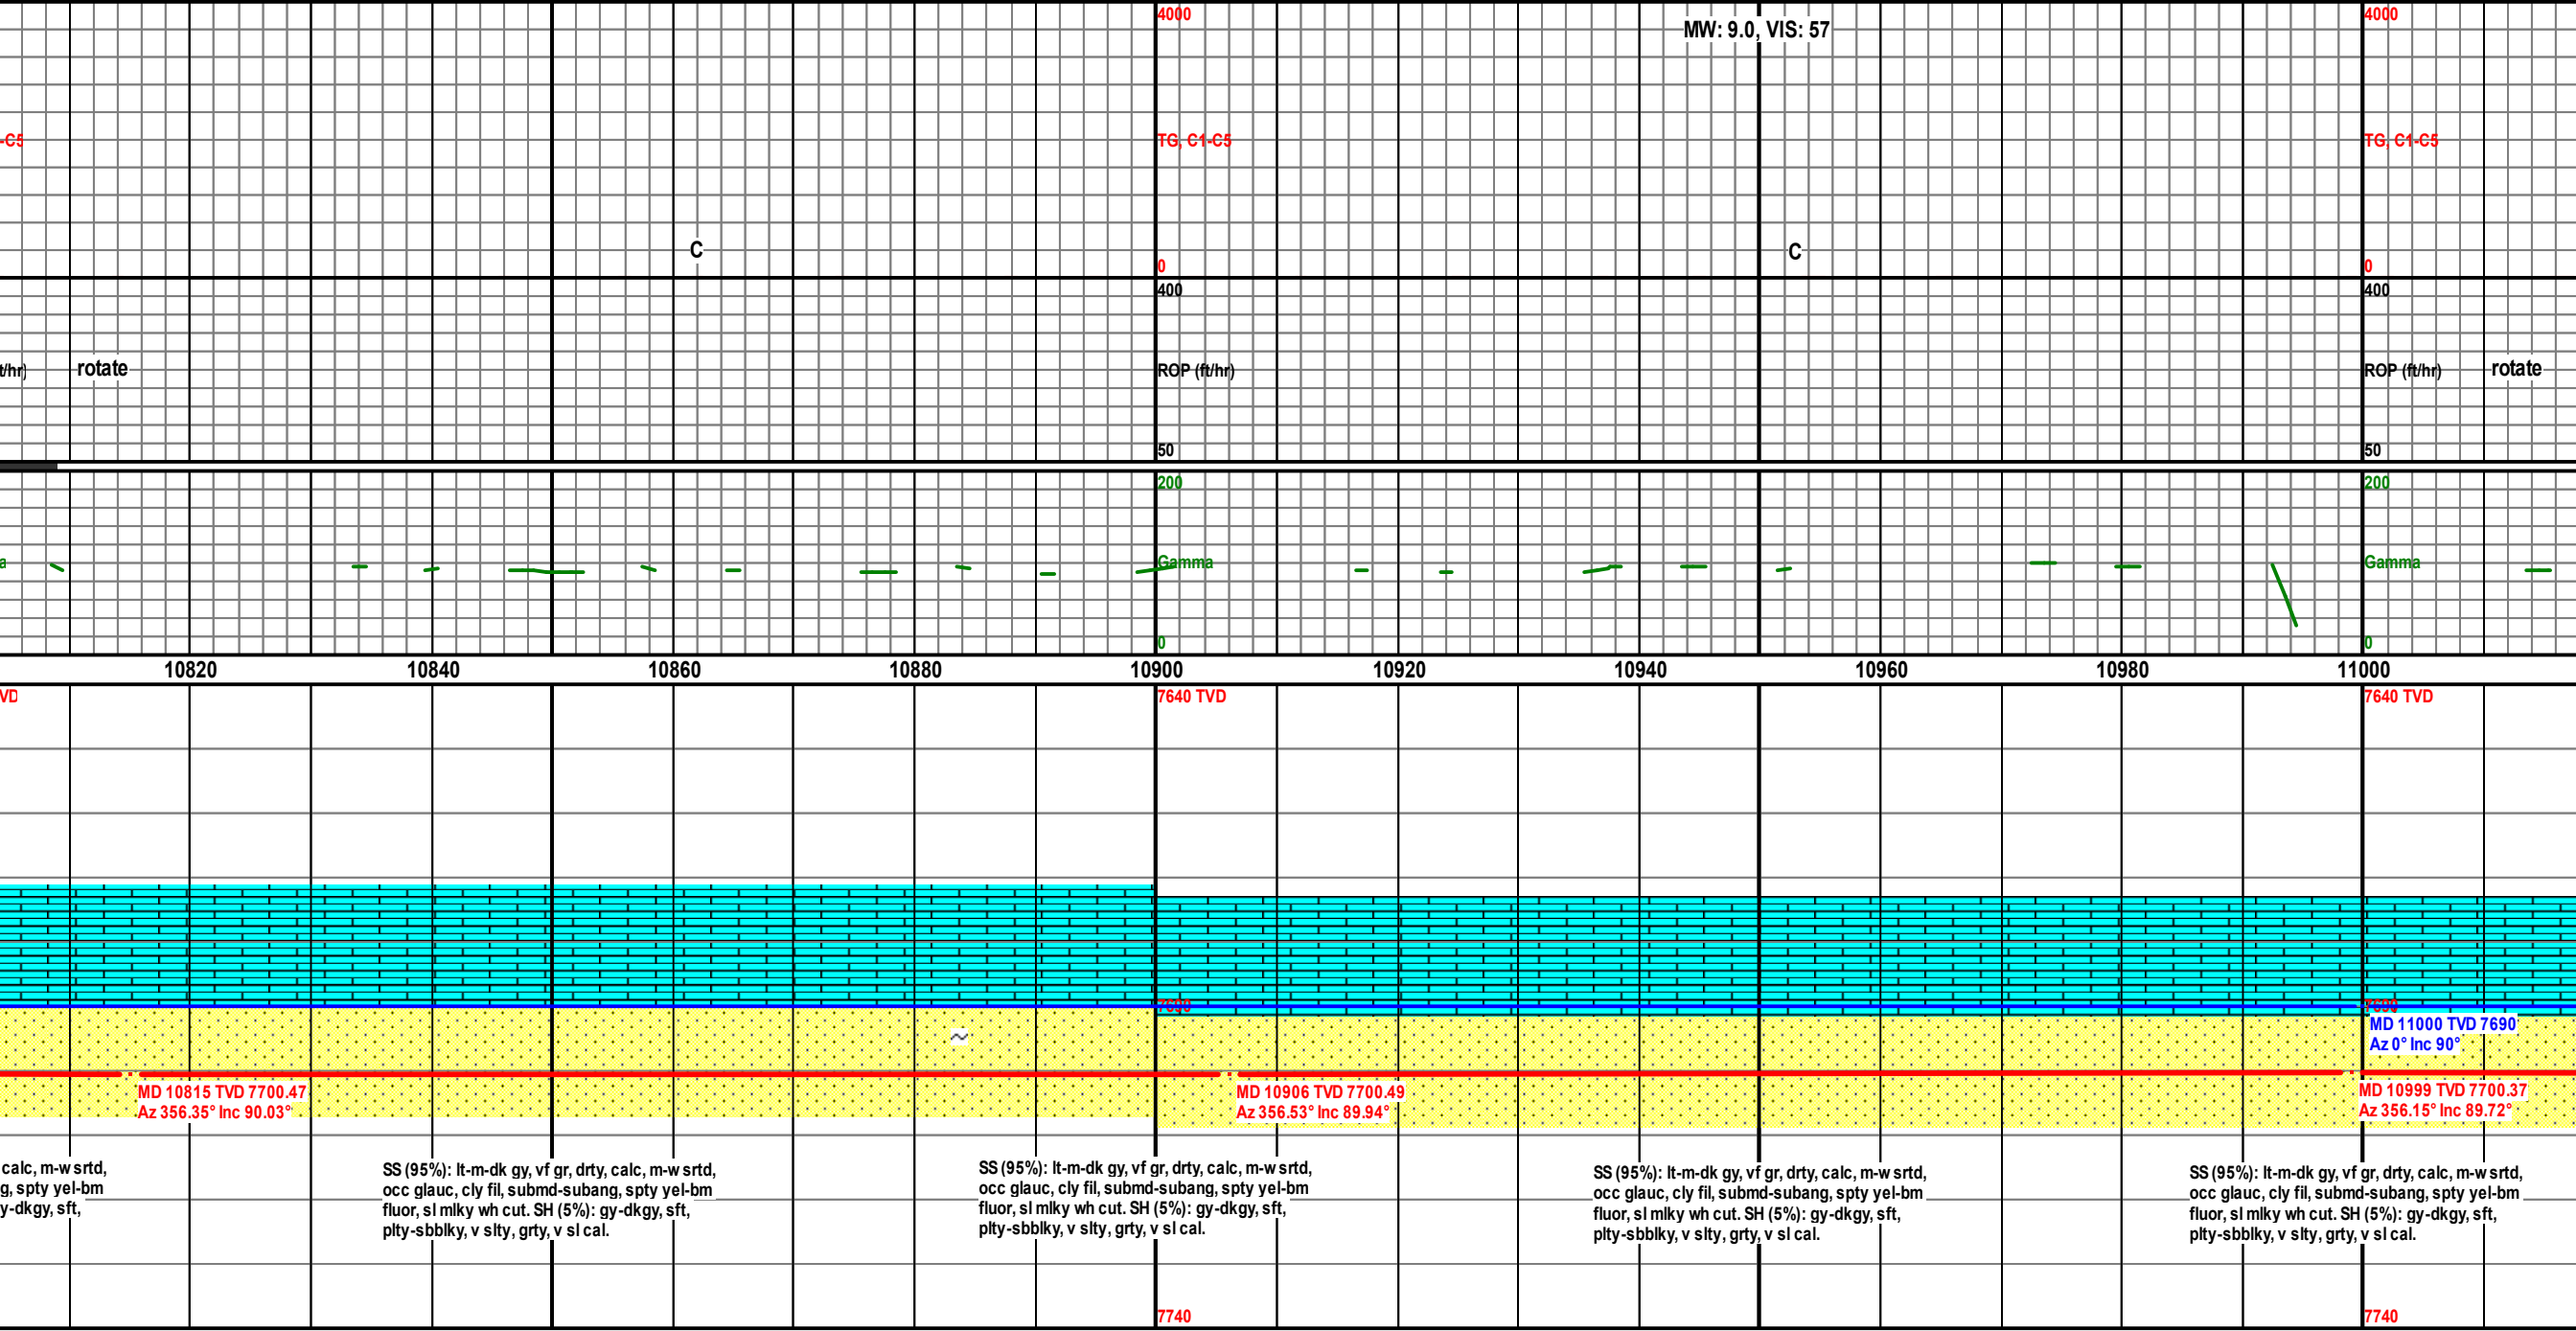 4000
MW: 9.0, VIS: 57
4000
-C5
TG, C1-C5
TG, C1-C5
C
C
0
0
400
400
t/hr)
rotate
ROP (ft/hr)
ROP (ft/hr)
rotate
50
50
200
200
a
Gamma
Gamma
0
0
10820
10840
10860
10880
10900
10920
10940
10960
10980
11000
VD
7640 TVD
7640 TVD
7690
7690
MD 11000 TVD 7690
Az 0° Inc 90°
~
MD 10815 TVD 7700.47
Az 356.35° Inc 90.03°
MD 10906 TVD 7700.49
Az 356.53° Inc 89.94°
MD 10999 TVD 7700.37
Az 356.15° Inc 89.72°
calc, m-w srtd,
g, spty yel-brn
y-dkgy, sft,
SS (95%): lt-m-dk gy, vf gr, drty, calc, m-w srtd,
occ glauc, cly fil, subrnd-subang, spty yel-brn
fluor, sl mlky wh cut. SH (5%): gy-dkgy, sft,
plty-sbblky, v slty, grty, v sl cal.
SS (95%): lt-m-dk gy, vf gr, drty, calc, m-w srtd,
occ glauc, cly fil, subrnd-subang, spty yel-brn
fluor, sl mlky wh cut. SH (5%): gy-dkgy, sft,
plty-sbblky, v slty, grty, v sl cal.
SS (95%): lt-m-dk gy, vf gr, drty, calc, m-w srtd,
occ glauc, cly fil, subrnd-subang, spty yel-brn
fluor, sl mlky wh cut. SH (5%): gy-dkgy, sft,
plty-sbblky, v slty, grty, v sl cal.
SS (95%): lt-m-dk gy, vf gr, drty, calc, m-w srtd,
occ glauc, cly fil, subrnd-subang, spty yel-brn
fluor, sl mlky wh cut. SH (5%): gy-dkgy, sft,
plty-sbblky, v slty, grty, v sl cal.
7740
7740